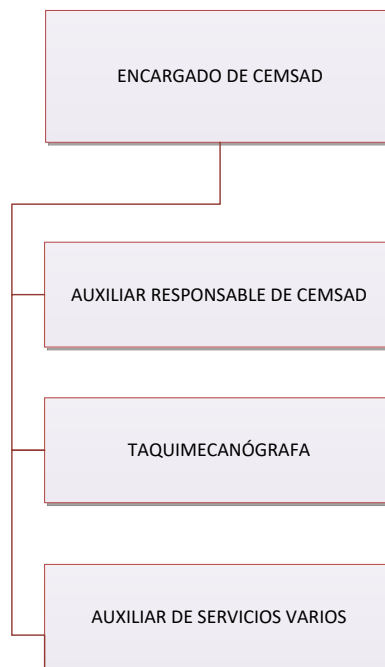 ENCARGADO DE CEMSAD
AUXILIAR RESPONSABLE DE CEMSAD
TAQUIMECANÓGRAFA
AUXILIAR DE SERVICIOS VARIOS